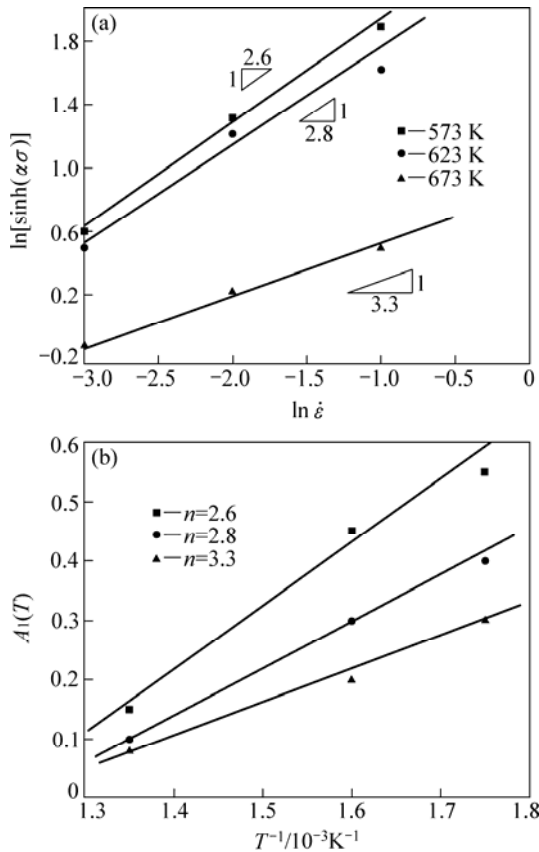 (a)
1.8
1.4
1.0
0.6
0.2
−0.2
ln[sinh(ασ)]
2.6
1
1
2.8
■—573 K
●—623 K
▲—673 K
1
3.3
−3.0 −2.5 −2.0 −1.5 −1.0 −0.5 0
ln ε̇
(b)
0.6
0.5
0.4
0.3
0.2
0.1
0
A₁(T)
■—n=2.6
●—n=2.8
▲—n=3.3
1.3 1.4 1.5 1.6 1.7 1.8
T⁻¹/10⁻³K⁻¹